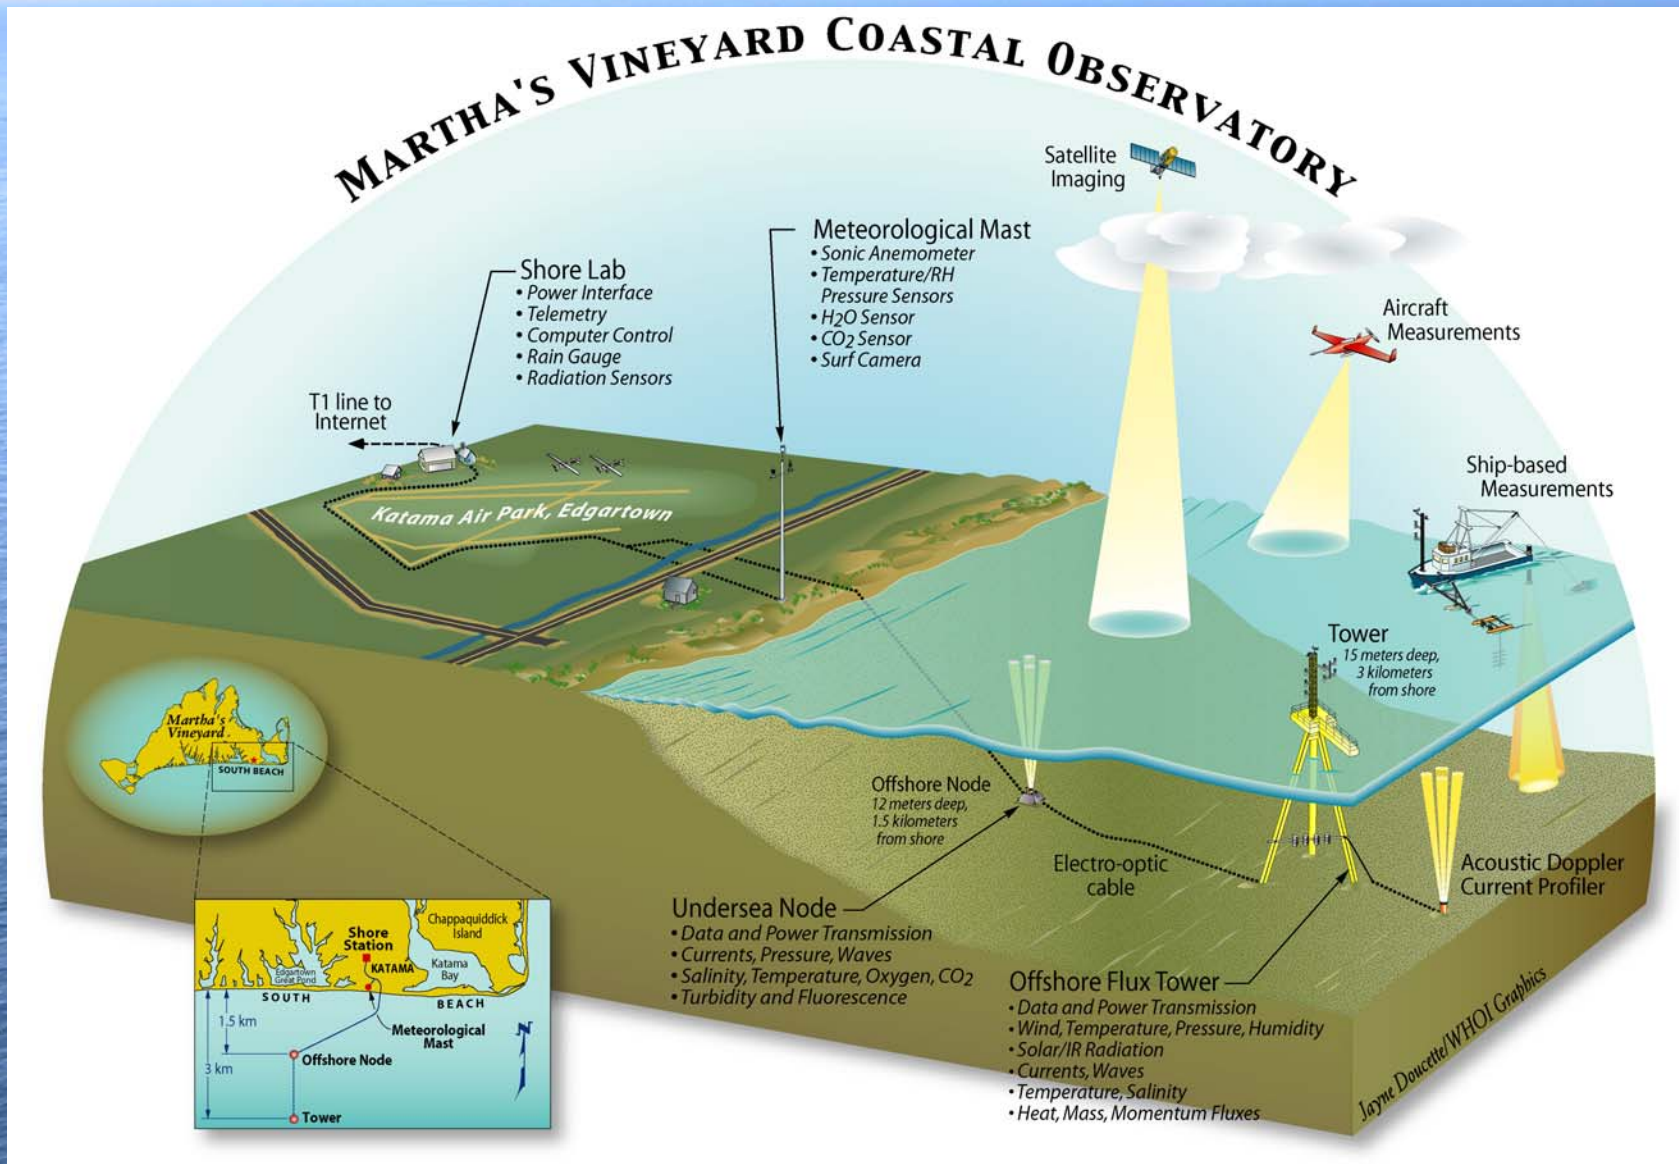 MARTHA'S VINEYARD COASTAL OBSERVATORY
Satellite
Imaging
Meteorological Mast
• Sonic Anemometer
• Temperature/RH
Pressure Sensors
• H2O Sensor
• CO2 Sensor
• Surf Camera
Shore Lab
• Power Interface
• Telemetry
• Computer Control
• Rain Gauge
• Radiation Sensors
Aircraft
Measurements
T1 line to
Internet
Ship-based
Measurements
Katama Air Park, Edgartown
Tower
15 meters deep,
3 kilometers
from shore
Martha's
Vineyard
SOUTH BEACH
Offshore Node
12 meters deep,
1.5 kilometers
from shore
Electro-optic
cable
Acoustic Doppler
Current Profiler
Undersea Node
• Data and Power Transmission
• Currents, Pressure, Waves
• Salinity, Temperature, Oxygen, CO2
• Turbidity and Fluorescence
Offshore Flux Tower
• Data and Power Transmission
• Wind, Temperature, Pressure, Humidity
• Solar/IR Radiation
• Currents, Waves
• Temperature, Salinity
• Heat, Mass, Momentum Fluxes
Chappaquiddick
Island
Shore
Station
KATAMA
Katama
Bay
Edgartown
Great Pond
SOUTH BEACH
1.5 km
Meteorological
Mast
N
Offshore Node
3 km
Tower
Jayne Doucette/WHOI Graphics